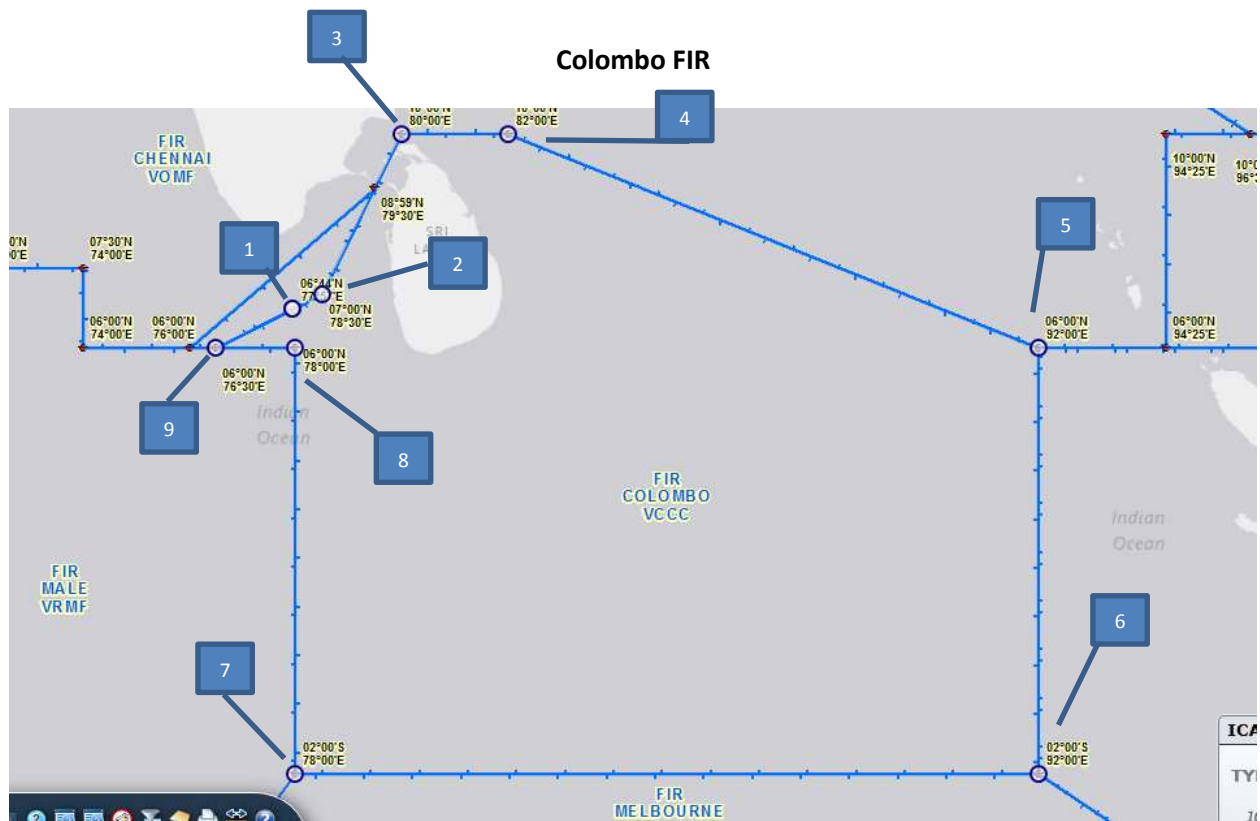 3
Colombo FIR
4
80°00'E
82°00'E
FIR
CHENNAI
VOMF
10°00'N
94°25'E
08°59'N
79°30'E
5
1
2
SRI
07°30'N
74°00'E
06°44'N
07°00'N
78°30'E
06°00'N
74°00'E
06°00'N
76°00'E
06°00'N
78°00'E
06°00'N
92°00'E
06°00'N
94°25'E
06°00'N
76°30'E
Indian
Ocean
9
8
FIR
COLOMBO
VCCC
Indian
Ocean
FIR
MALE
VRMF
6
7
02°00'S
78°00'E
02°00'S
92°00'E
FIR
MELBOURNE